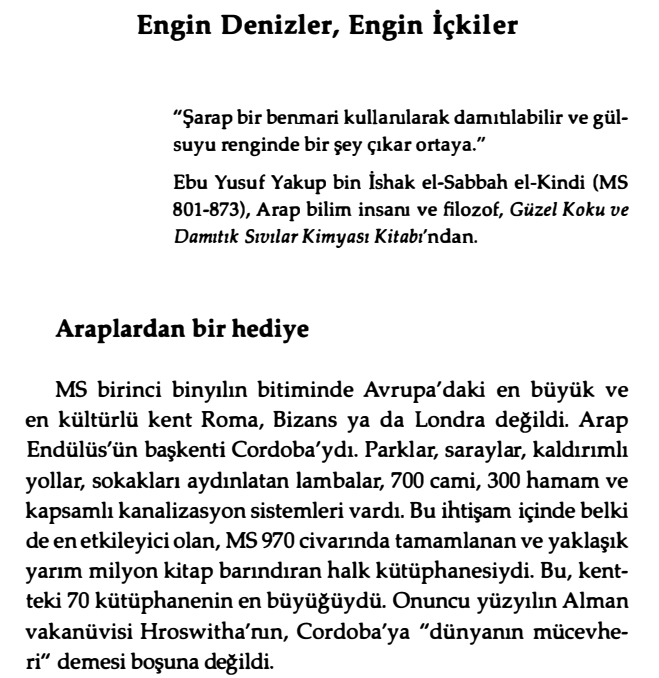 Engin Denizler, Engin İçkiler
“Şarap bir benmari kullanılarak damıtılabilir ve gül-
suyu renginde bir şey çıkar ortaya.”
Ebu Yusuf Yakup bin İshak el-Sabbah el-Kindi (MS
801-873), Arap bilim insanı ve filozof, Güzel Koku ve
Damıtık Sıvılar Kimyası Kitabı’ndan.
Araplardan bir hediye
MS birinci binyılın bitiminde Avrupa’daki en büyük ve
en kültürlü kent Roma, Bizans ya da Londra değildi. Arap
Endülüs’ün başkenti Cordoba’ydı. Parklar, saraylar, kaldırımlı
yollar, sokakları aydınlatan lambalar, 700 cami, 300 hamam ve
kapsamlı kanalizasyon sistemleri vardı. Bu ihtişam içinde belki
de en etkileyici olan, MS 970 civarında tamamlanan ve yaklaşık
yarım milyon kitap barındıran halk kütüphanesiydi. Bu, kent-
teki 70 kütüphanenin en büyüğüydü. Onuncu yüzyılın Alman
vakanüvisi Hroswitha’nın, Cordoba’ya “dünyanın mücevhe-
ri” demesi boşuna değildi.